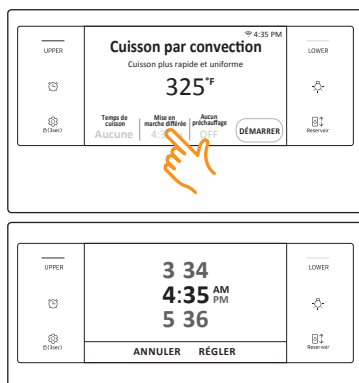 4:35 PM
UPPER
Cuisson par convection
LOWER
Cuisson plus rapide et uniforme
325°F
Temps de cuisson
Mise en marche différée
Aucun préchauffage
Aucune
OFF
DÉMARRER
(3sec)
Reservoir
UPPER
3 34
LOWER
4:35 AM
PM
5 36
(3sec)
Reservoir
ANNULER RÉGLER